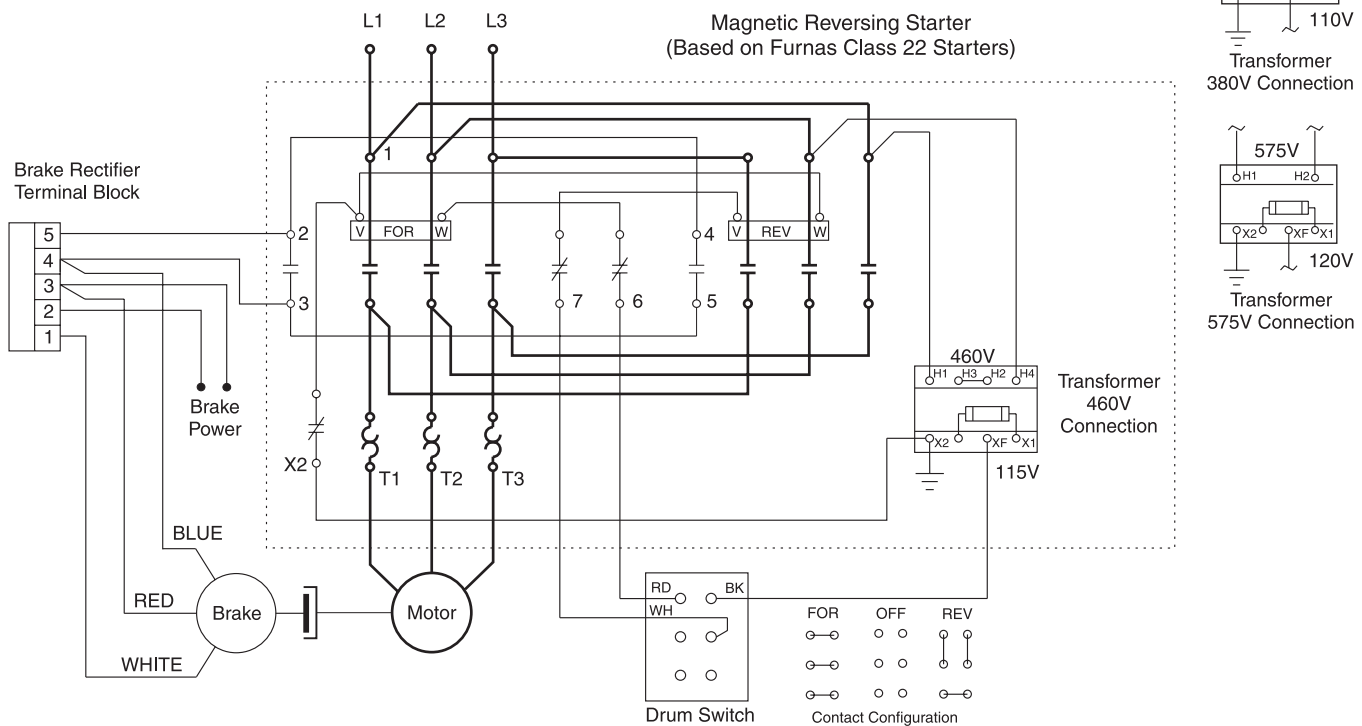 L1 L2 L3
Magnetic Reversing Starter
(Based on Furnas Class 22 Starters)
110V
Transformer
380V Connection
575V
H1 H2
X2 XF X1
120V
Transformer
575V Connection
Brake Rectifier
Terminal Block
5
4
3
2
1
1
2
3
V FOR W
4
5
V REV W
7 6
Brake
Power
X2
T1 T2 T3
460V
H1 H3 H2 H4
X2 XF X1
115V
Transformer
460V
Connection
BLUE
RED
WHITE
Brake
Motor
RD BK
WH
Drum Switch
FOR OFF REV
Contact Configuration